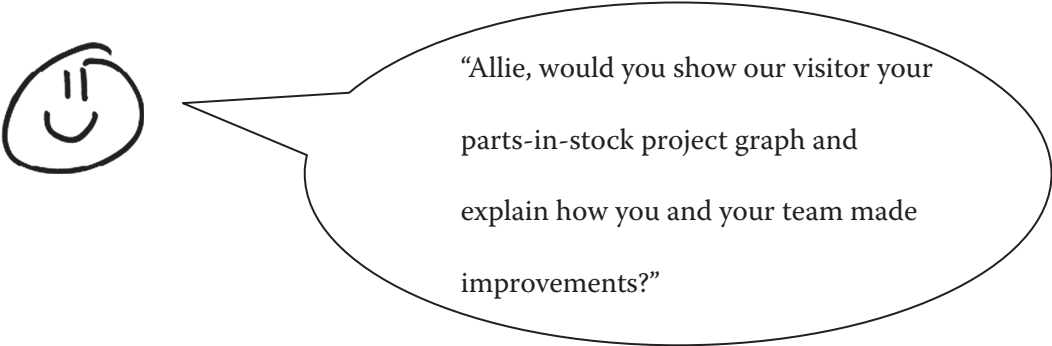 “Allie, would you show our visitor your
parts-in-stock project graph and
explain how you and your team made
improvements?”